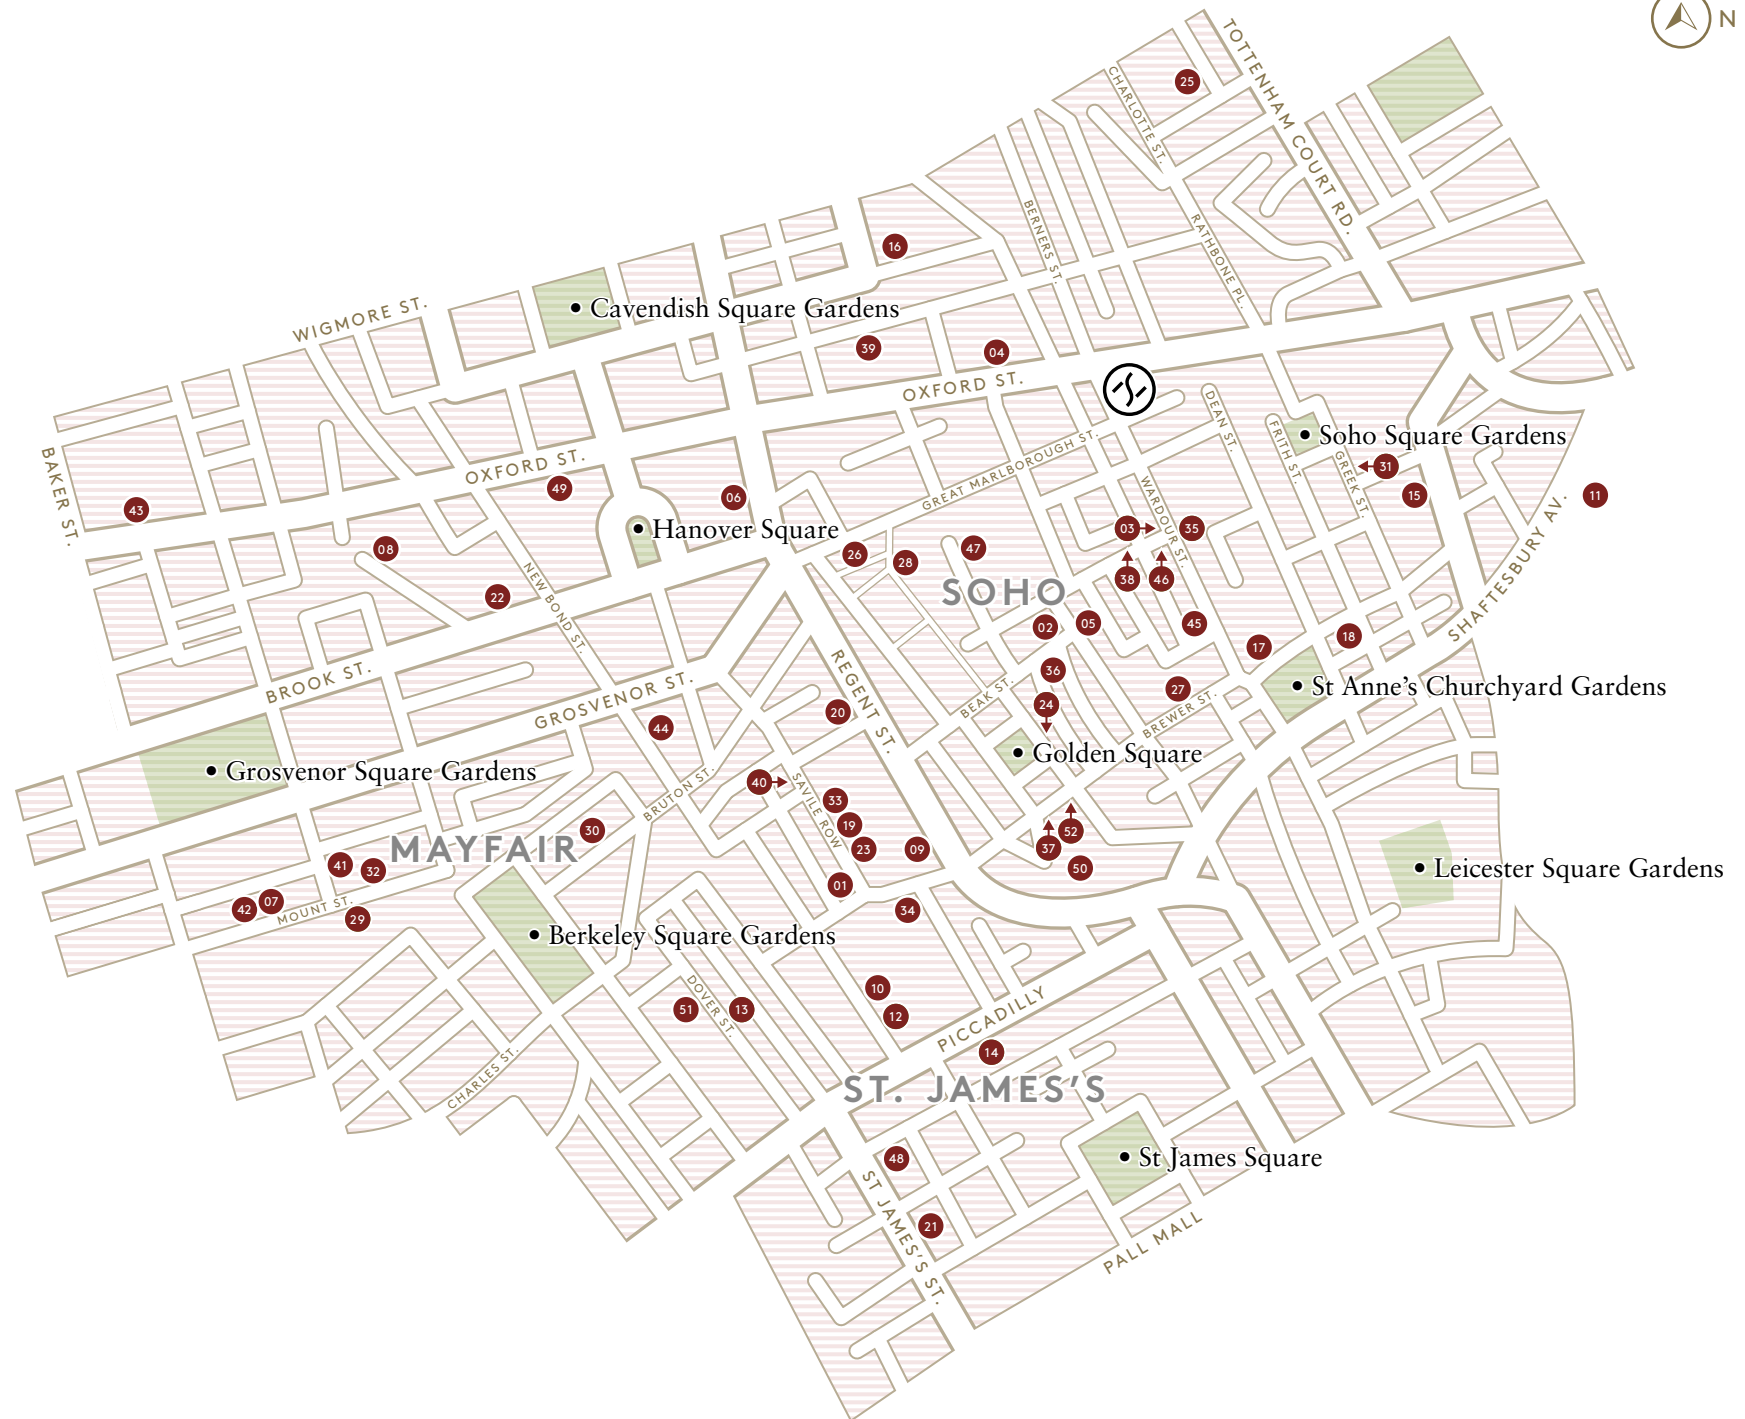 N
TOTTENHAM COURT RD.
25
CHARLOTTE ST.
BERNERS ST.
RATHBONE PL.
16
WIGMORE ST.
Cavendish Square Gardens
39
04
OXFORD ST.
DEAN ST.
FRITH ST.
Soho Square Gardens
GREEK ST.
31
15
11
BAKER ST.
43
OXFORD ST.
49
06
Hanover Square
GREAT MARLBOROUGH ST.
WARDOUR ST.
03
35
08
26
28
47
38
46
22
NEW BOND ST.
SOHO
02
05
45
17
18
SHAFTESBURY AV.
BROOK ST.
GROSVENOR ST.
REGENT ST.
36
BEAK ST.
24
27
BREWER ST.
St Anne's Churchyard Gardens
44
20
Golden Square
Grosvenor Square Gardens
BRUTON ST.
40
SAVILE ROW
33
19
23
09
52
37
50
MAYFAIR
30
41
32
42
07
MOUNT ST.
29
01
34
Leicester Square Gardens
Berkeley Square Gardens
51
DOVER ST.
13
10
12
PICCADILLY
14
CHARLES ST.
ST. JAMES'S
48
St James Square
ST JAMES'S ST.
21
PALL MALL